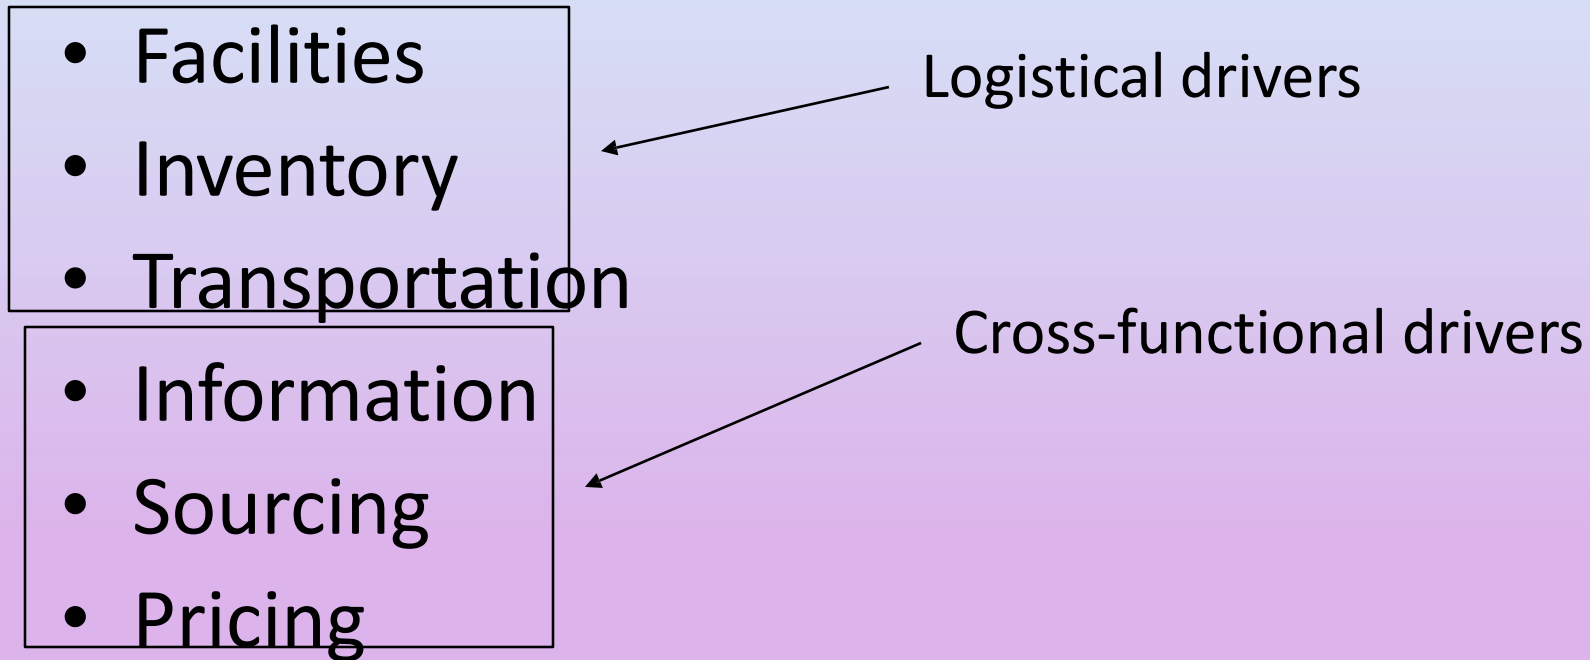 • Facilities
• Inventory
• Transportation
• Information
• Sourcing
• Pricing
Logistical drivers
Cross-functional drivers